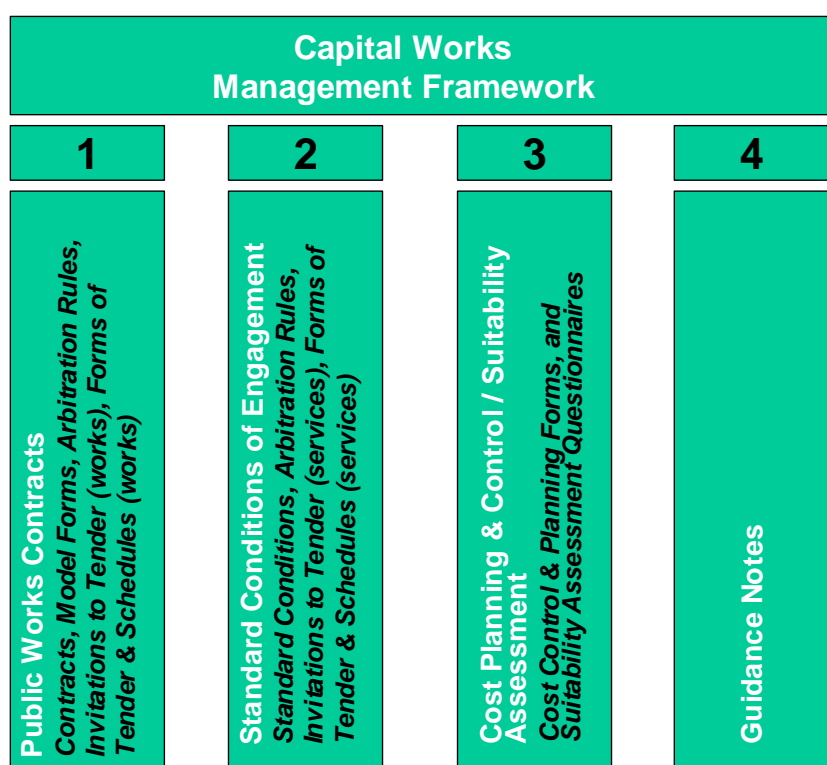 Capital Works
Management Framework
1
Public Works Contracts
Contracts, Model Forms, Arbitration Rules,
Invitations to Tender (works), Forms of
Tender & Schedules (works)
2
Standard Conditions of Engagement
Standard Conditions, Arbitration Rules,
Invitations to Tender (services), Forms of
Tender & Schedules (services)
3
Cost Planning & Control / Suitability
Assessment
Cost Control & Planning Forms, and
Suitability Assessment Questionnaires
4
Guidance Notes